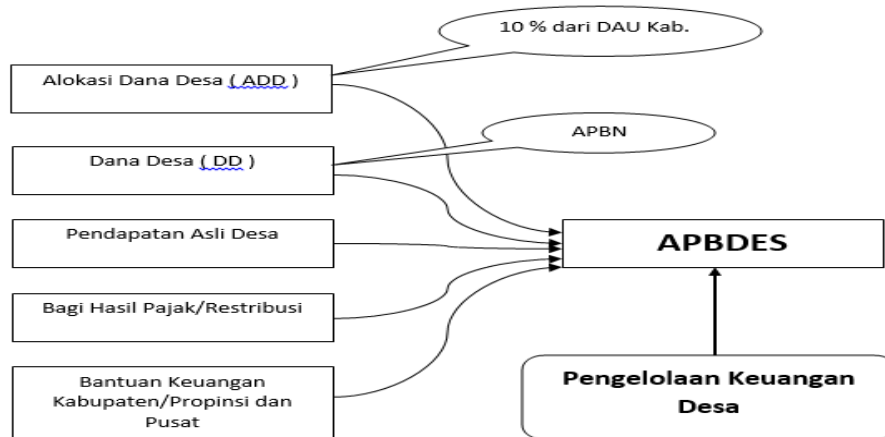 10 % dari DAU Kab.
Alokasi Dana Desa ( ADD )
APBN
Dana Desa ( DD )
Pendapatan Asli Desa
APBDES
Bagi Hasil Pajak/Restribusi
Bantuan Keuangan
Kabupaten/Propinsi dan
Pusat
Pengelolaan Keuangan
Desa